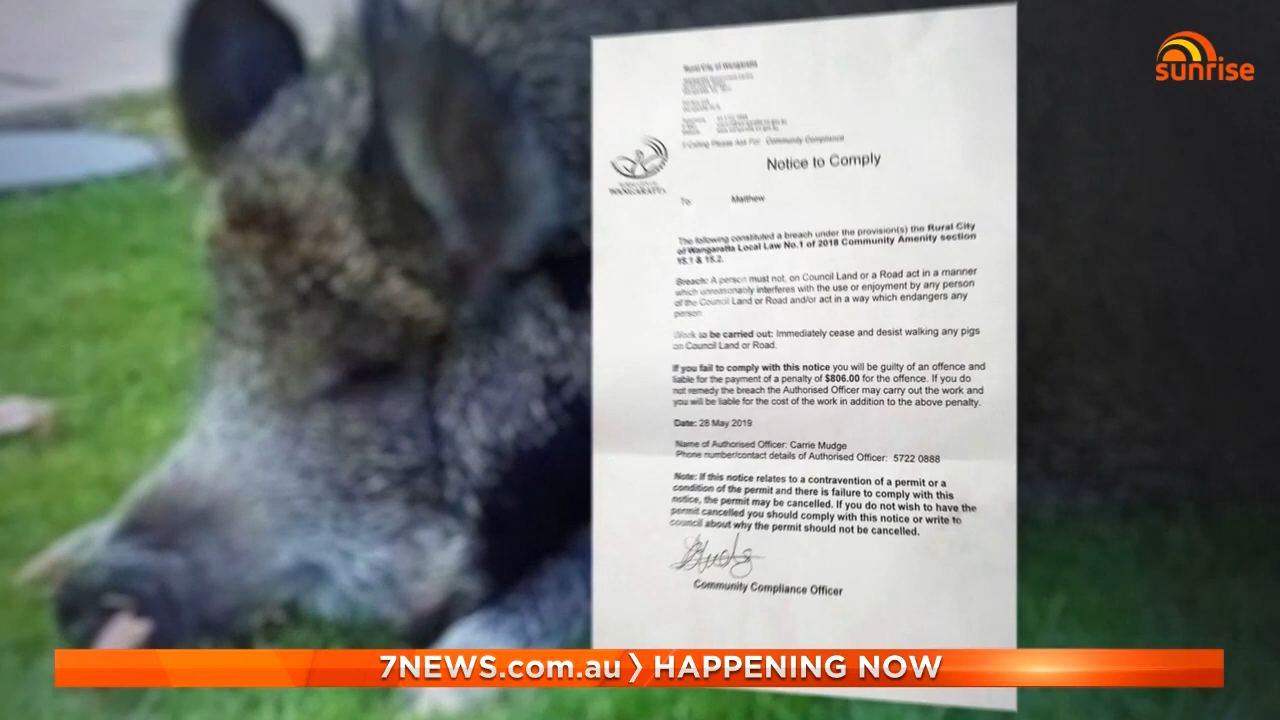 sunrise
Rural City of Wangaratta
If Calling Please Ask For: Community Compliance
Notice to Comply
WANGARATTA
To: Matthew
The following constituted a breach under the provision(s) the Rural City
of Wangaratta Local Law No.1 of 2018 Community Amenity section
15.1 & 15.2.
Breach: A person must not, on Council Land or a Road act in a manner
which unreasonably interferes with the use or enjoyment by any person
of the Council Land or Road and/or act in a way which endangers any
person.
Work to be carried out: Immediately cease and desist walking any pigs
on Council Land or Road.
If you fail to comply with this notice you will be guilty of an offence and
liable for the payment of a penalty of $806.00 for the offence. If you do
not remedy the breach the Authorised Officer may carry out the work and
you will be liable for the cost of the work in addition to the above penalty.
Date: 28 May 2019
Name of Authorised Officer: Carrie Mudge
Phone number/contact details of Authorised Officer: 5722 0888
Note: If this notice relates to a contravention of a permit or a
condition of the permit and there is failure to comply with this
notice, the permit may be cancelled. If you do not wish to have the
permit cancelled you should comply with this notice or write to
council about why the permit should not be cancelled.
Community Compliance Officer
7NEWS.com.au 〉 HAPPENING NOW